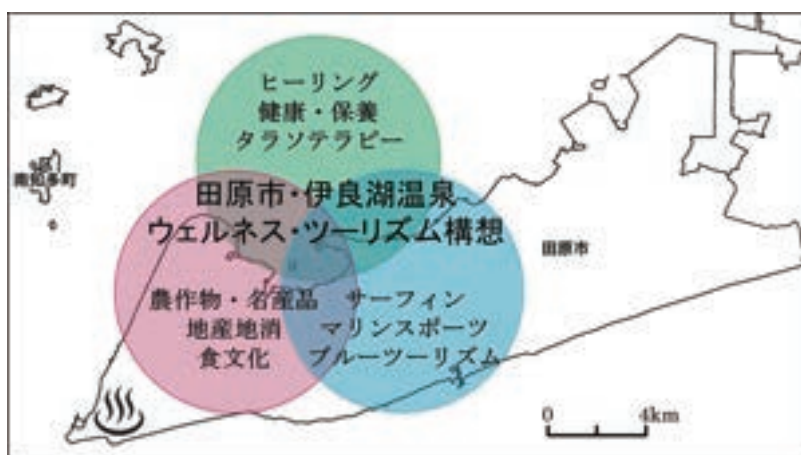 ヒーリング
健康・保養
タラソテラピー
南知多町
田原市・伊良湖温泉
ウェルネス・ツーリズム構想
田原市
農作物・名産品
地産地消
食文化
サーフィン
マリンスポーツ
ブルーツーリズム
0 4km